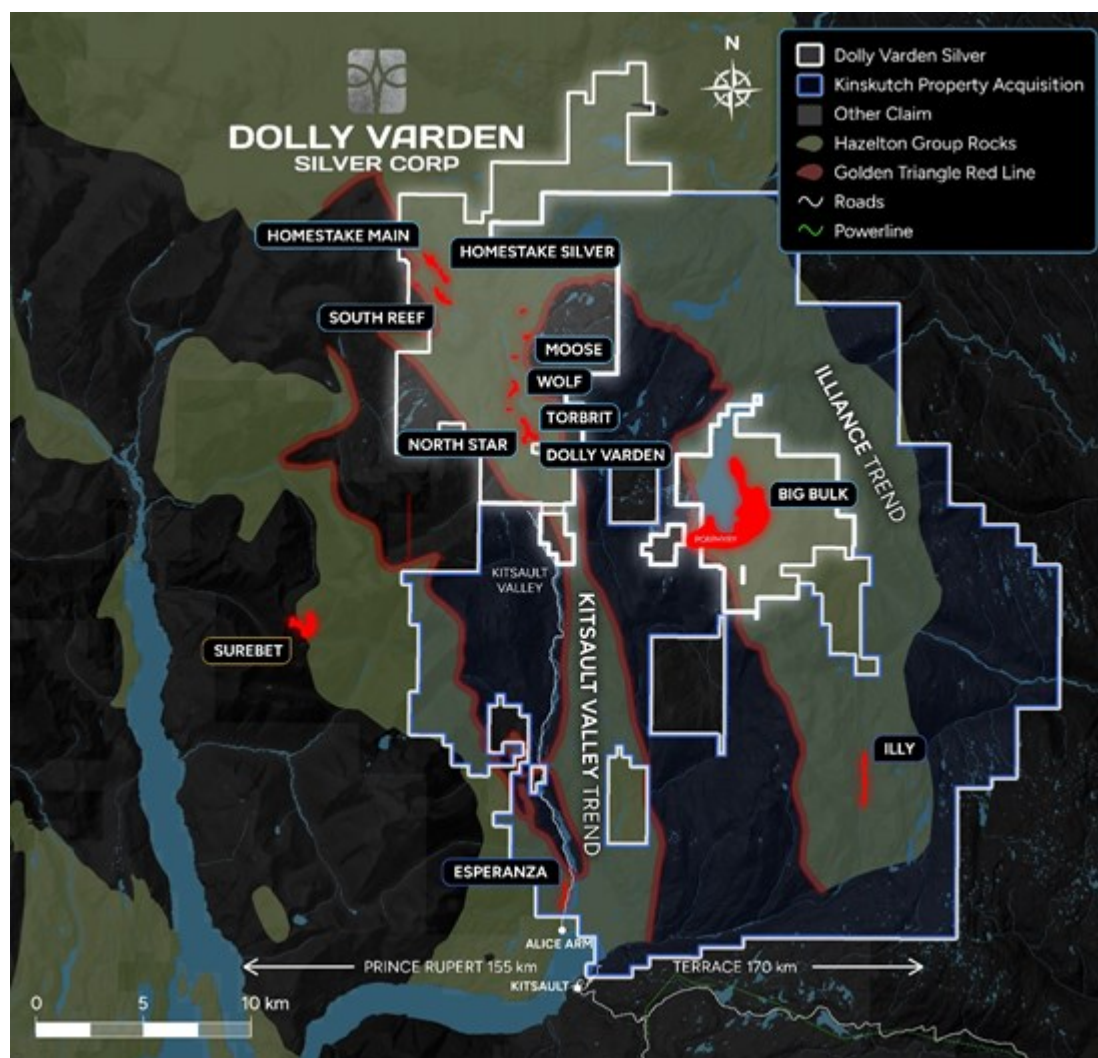 DOLLY VARDEN
SILVER CORP
N
Dolly Varden Silver
Kinskutch Property Acquisition
Other Claim
Hazelton Group Rocks
Golden Triangle Red Line
Roads
Powerline
HOMESTAKE MAIN
HOMESTAKE SILVER
SOUTH REEF
MOOSE
WOLF
TORBRIT
NORTH STAR
DOLLY VARDEN
BIG BULK
PORPHYRY
ILLIANCE TREND
KITSAULT
VALLEY
KITSAULT VALLEY TREND
SUREBET
ILLY
ESPERANZA
ALICE ARM
PRINCE RUPERT 155 km
TERRACE 170 km
KITSAULT
0 5 10 km